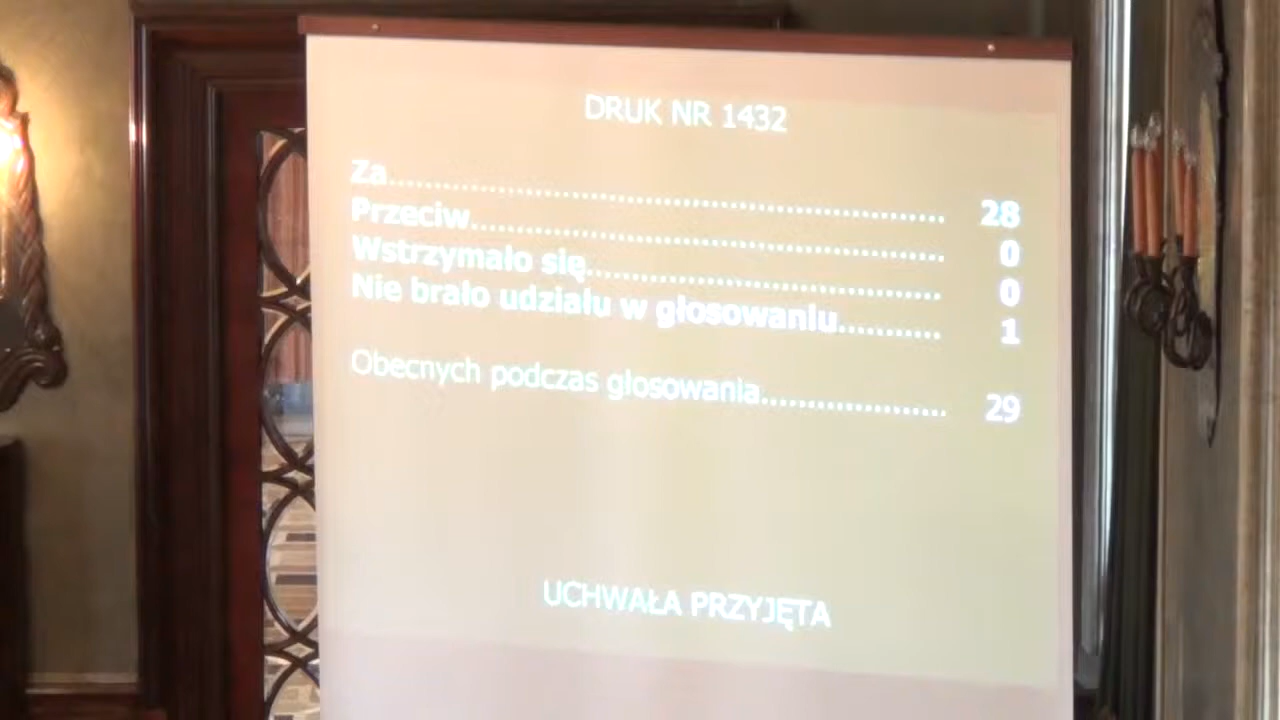 DRUK NR 1432
Za............................................................ 28
Przeciw................................................... 0
Wstrzymało się...................................... 0
Nie brało udziału w głosowaniu........... 1
Obecnych podczas głosowania.................... 29
UCHWAŁA PRZYJĘTA